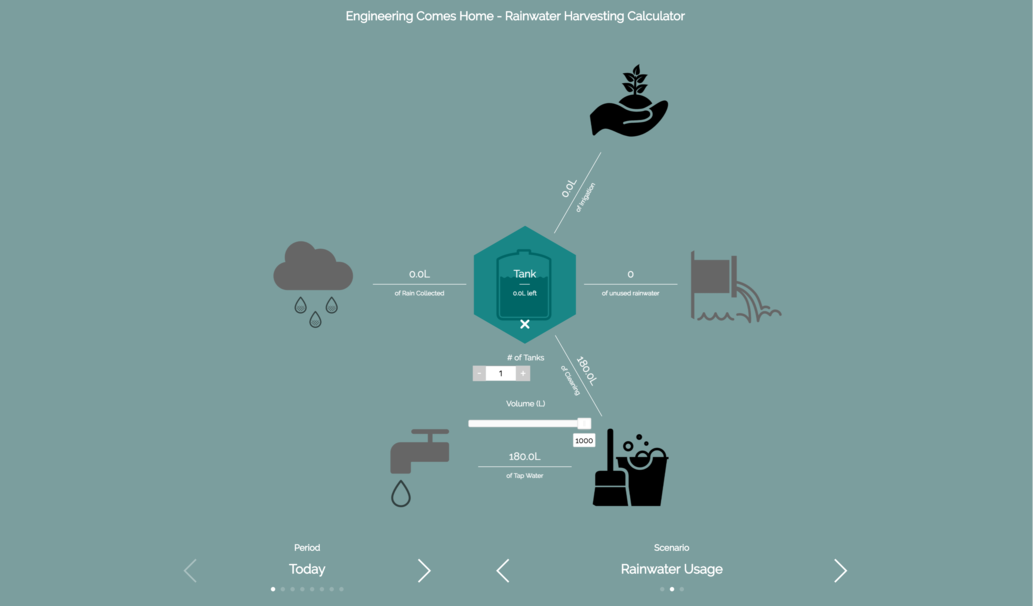 Engineering Comes Home - Rainwater Harvesting Calculator
0.0L
of Irrigation
0.0L
of Rain Collected
Tank
0.0L left
0
of unused rainwater
# of Tanks
- 1 +
180.0L
of Cleaning
Volume (L)
1000
180.0L
of Tap Water
Period
Today
Scenario
Rainwater Usage